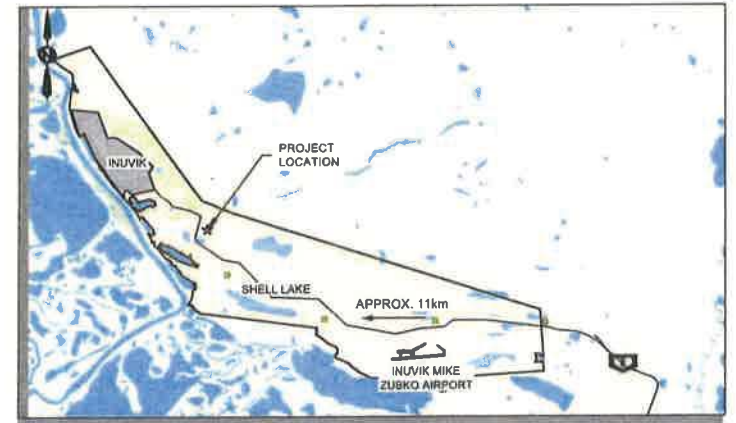 INUVIK
PROJECT
LOCATION
SHELL LAKE
APPROX. 11km
INUVIK MIKE
ZUBKO AIRPORT